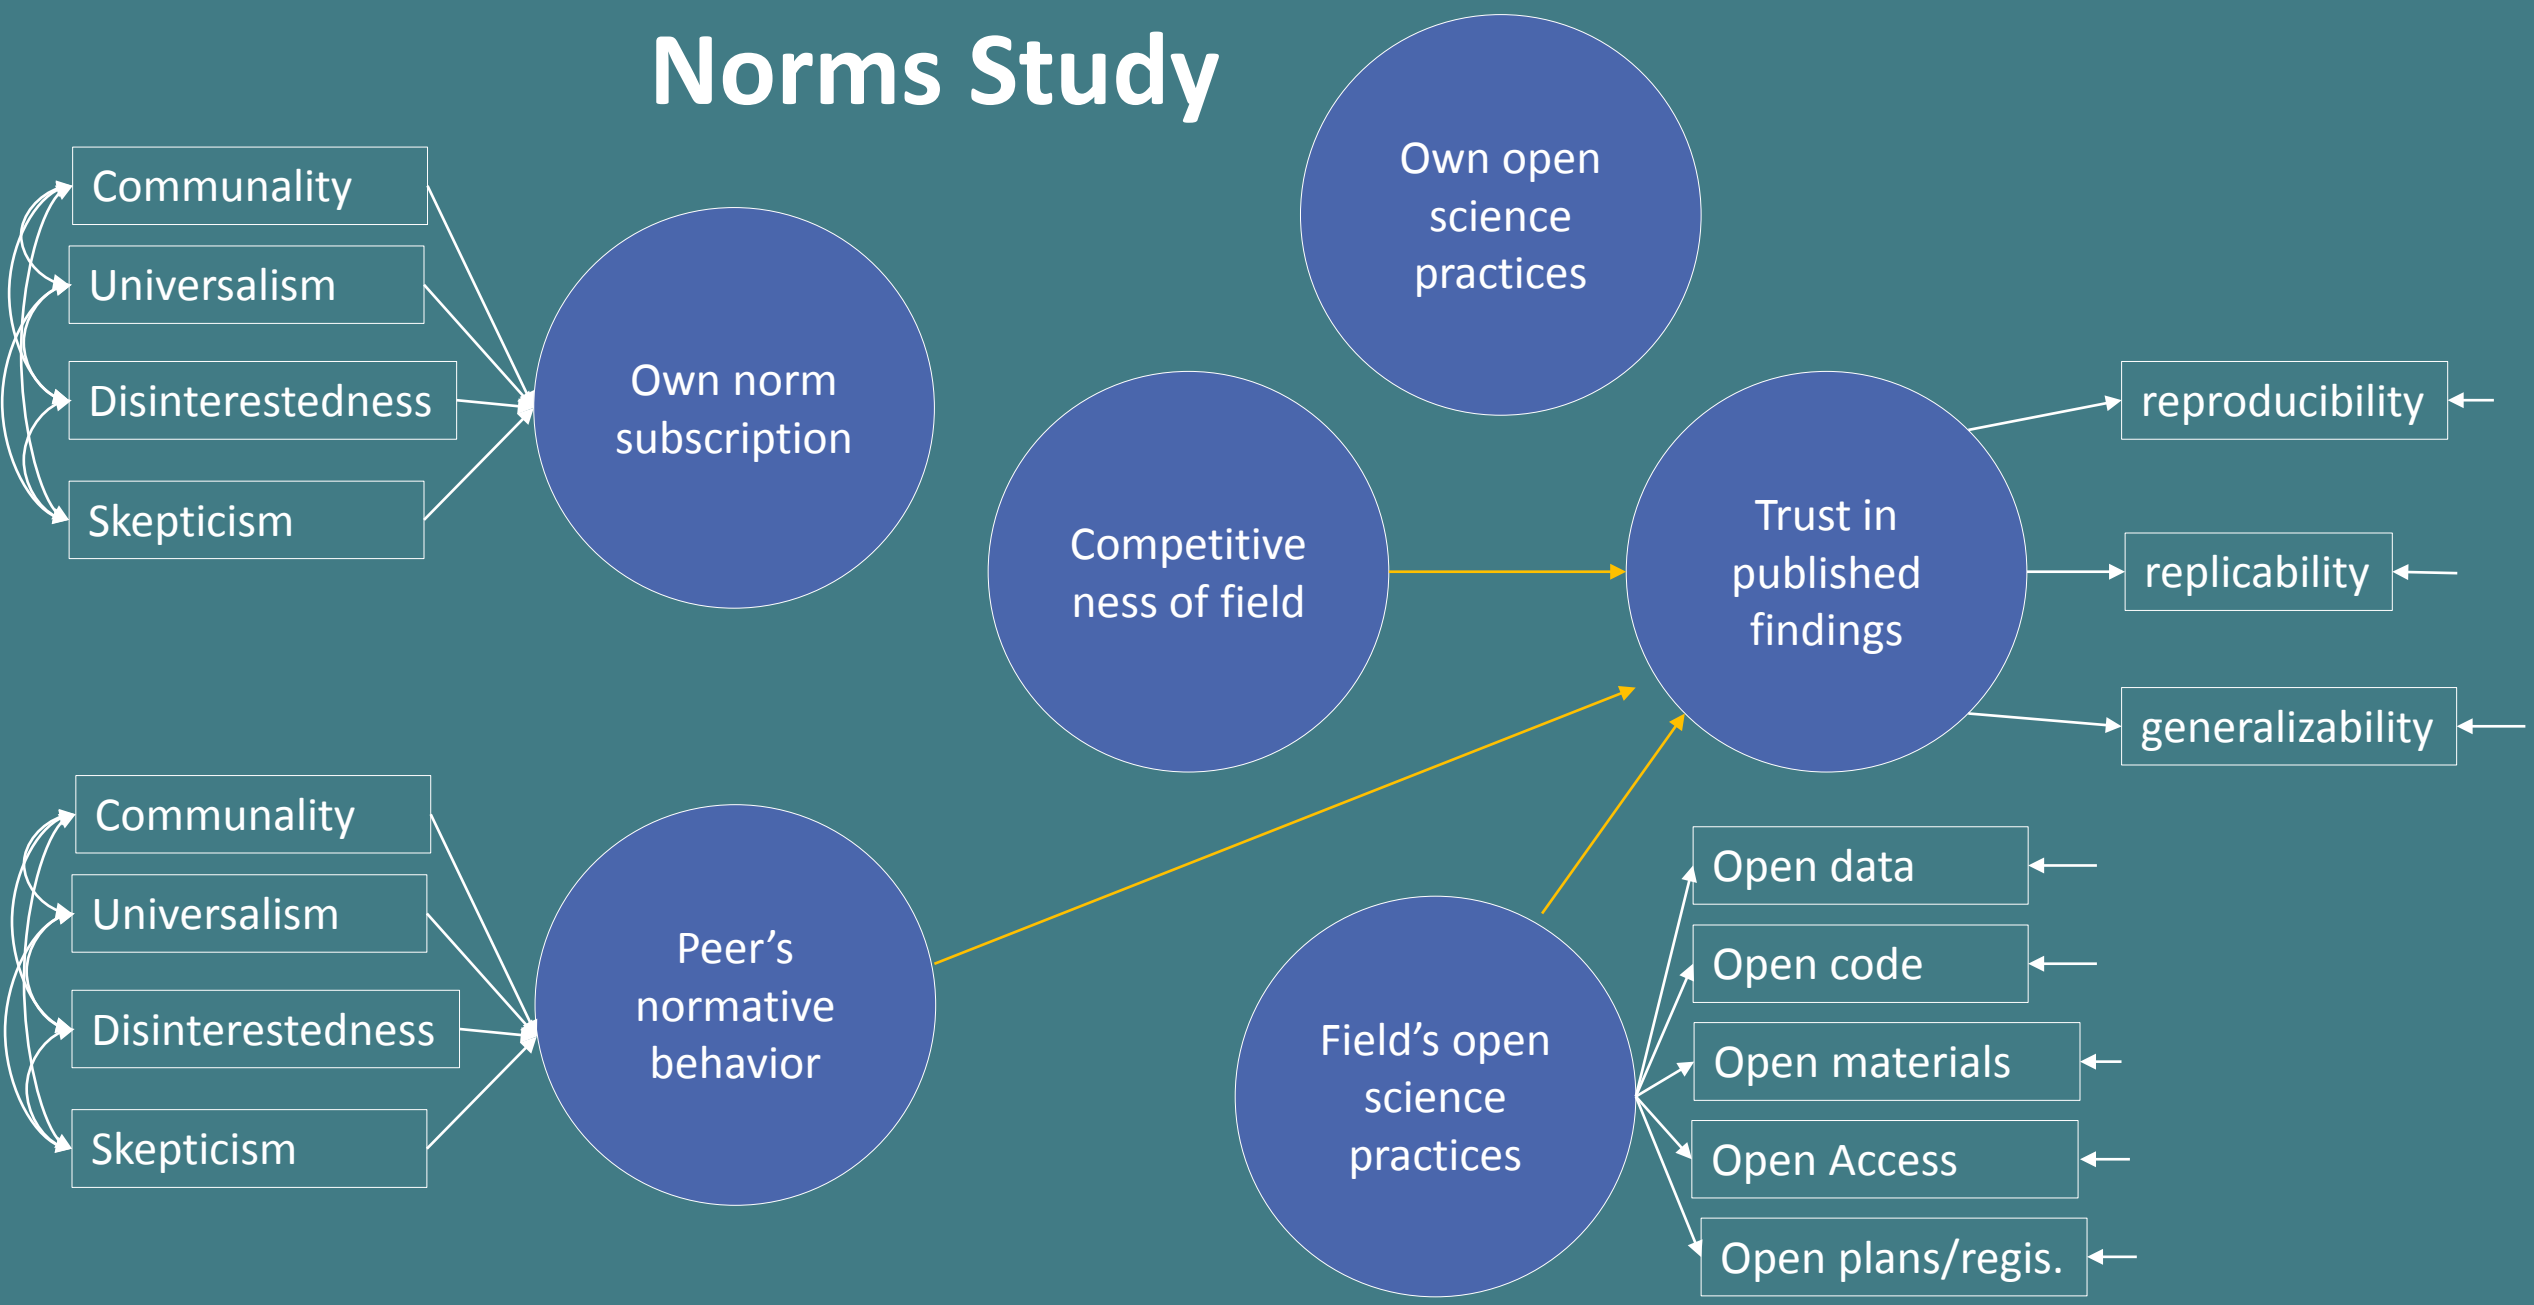 Norms Study
Communality
Universalism
Disinterestedness
Skepticism
Own norm
subscription
Own open
science
practices
Competitive
ness of field
Trust in
published
findings
reproducibility
replicability
generalizability
Communality
Universalism
Disinterestedness
Skepticism
Peer’s
normative
behavior
Field’s open
science
practices
Open data
Open code
Open materials
Open Access
Open plans/regis.